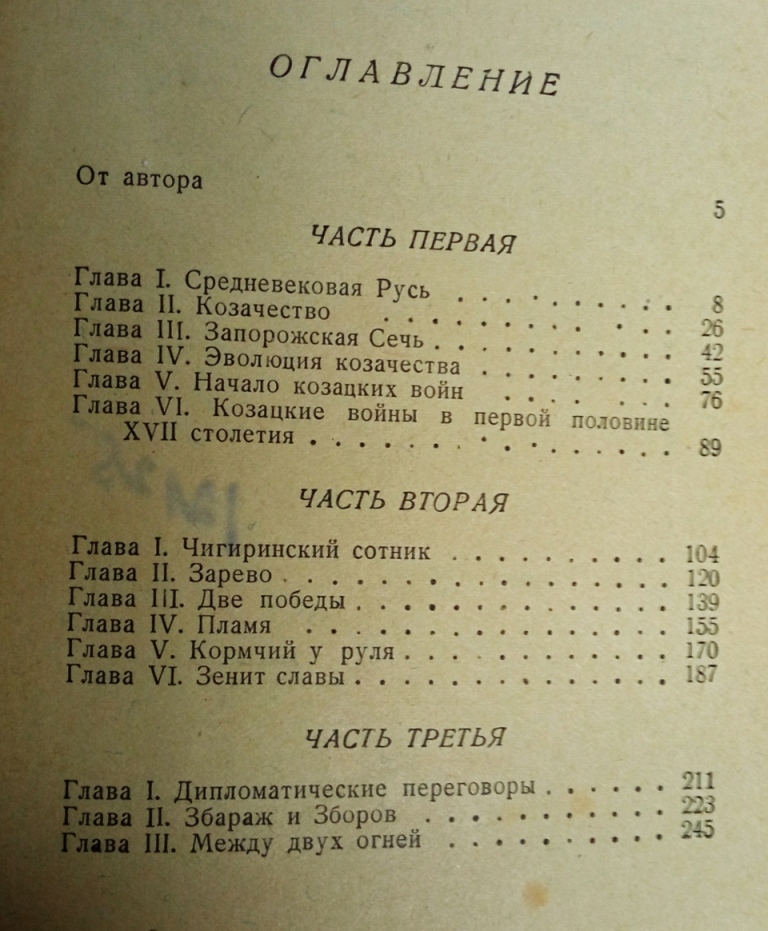 ОГЛАВЛЕНИЕ
От автора 5
ЧАСТЬ ПЕРВАЯ
Глава I. Средневековая Русь . . . . . . . . . . 8
Глава II. Козачество . . . . . . . . . . 26
Глава III. Запорожская Сечь . . . . . . . . . . 42
Глава IV. Эволюция козачества . . . . . . . . 55
Глава V. Начало козацких войн . . . . . . . 76
Глава VI. Козацкие войны в первой половине
XVII столетия . . . . . . . . . . . . . . 89
ЧАСТЬ ВТОРАЯ
Глава I. Чигиринский сотник . . . . . . . . . 104
Глава II. Зарево . . . . . . . . . . . . . . 120
Глава III. Две победы . . . . . . . . . . . . 139
Глава IV. Пламя . . . . . . . . . . . . . 155
Глава V. Кормчий у руля . . . . . . . . . . 170
Глава VI. Зенит славы . . . . . . . . . . . . 187
ЧАСТЬ ТРЕТЬЯ
Глава I. Дипломатические переговоры . . . . . . 211
Глава II. Збараж и Зборов . . . . . . . . . . 223
Глава III. Между двух огней . . . . . . . . . 245